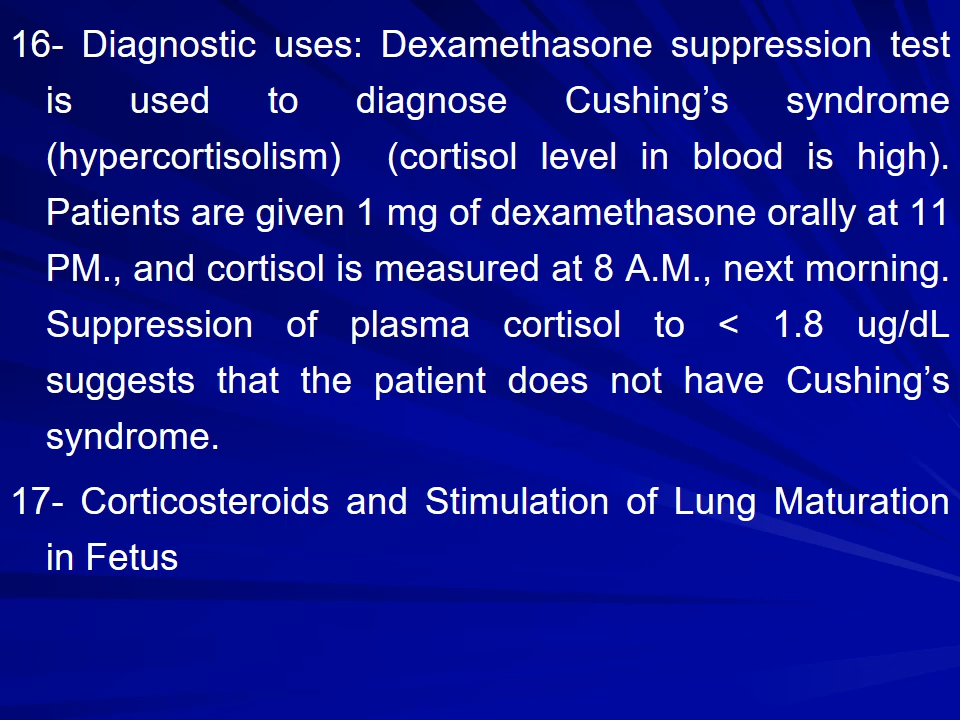 16- Diagnostic uses: Dexamethasone suppression test
is used to diagnose Cushing’s syndrome
(hypercortisolism) (cortisol level in blood is high).
Patients are given 1 mg of dexamethasone orally at 11
PM., and cortisol is measured at 8 A.M., next morning.
Suppression of plasma cortisol to < 1.8 ug/dL
suggests that the patient does not have Cushing’s
syndrome.
17- Corticosteroids and Stimulation of Lung Maturation
in Fetus